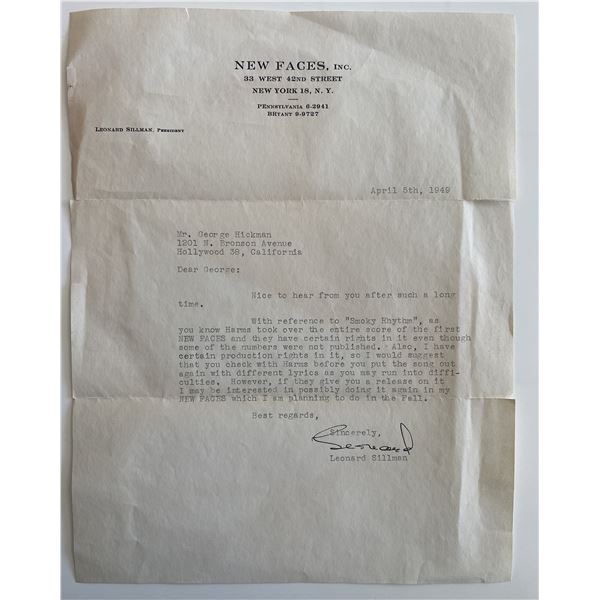 NEW FACES, INC.
33 WEST 42ND STREET
NEW YORK 18, N. Y.
PENNSYLVANIA 6-2941
BRYANT 9-9727
LEONARD SILLMAN, PRESIDENT
April 5th, 1949
Mr. George Hickman
1201 N. Bronson Avenue
Hollywood 38, California
Dear George:
Nice to hear from you after such a long
time.
With reference to "Smoky Rhythm", as
you know Harms took over the entire score of the first
NEW FACES and they have certain rights in it even though
some of the numbers were not published. Also, I have
certain production rights in it, so I would suggest
that you check with Harms before you put the song out
again with different lyrics as you may run into diffi-
culties. However, if they give you a release on it
I may be interested in possibly doing it again in my
NEW FACES which I am planning to do in the Fall.
Best regards,
Sincerely,
Leonard
Leonard Sillman